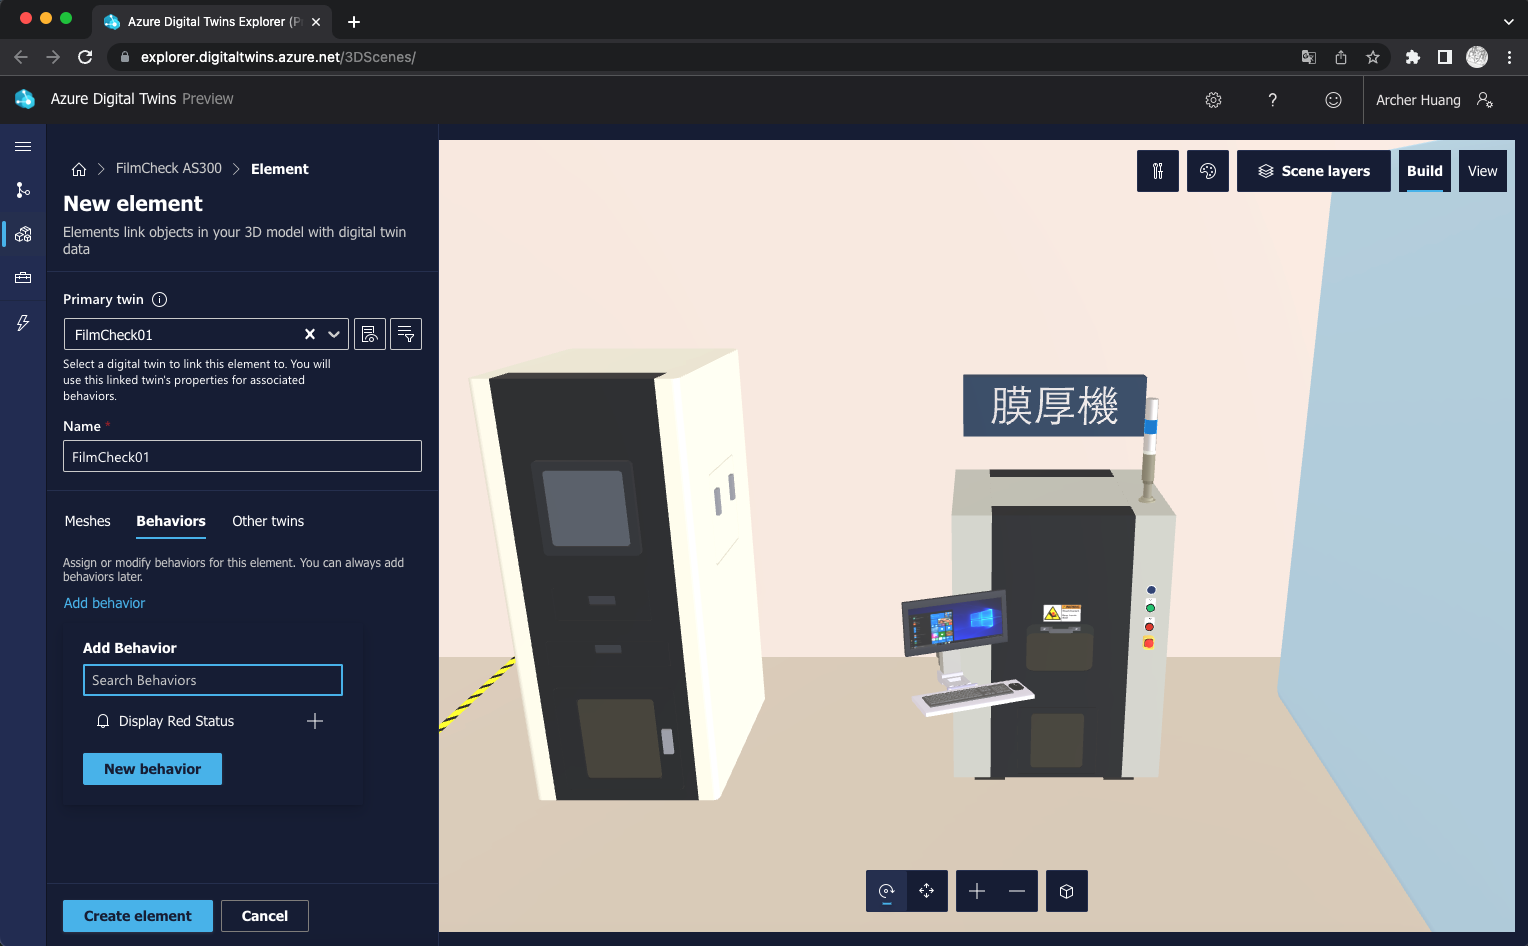 Azure Digital Twins Explorer (P
explorer.digitaltwins.azure.net/3DScenes/
Azure Digital Twins Preview
Archer Huang
FilmCheck AS300
Element
New element
Elements link objects in your 3D model with digital twin
data
Primary twin
FilmCheck01
Select a digital twin to link this element to. You will
use this linked twin's properties for associated
behaviors.
Name *
FilmCheck01
Meshes Behaviors Other twins
Assign or modify behaviors for this element. You can always add
behaviors later.
Add behavior
Add Behavior
Search Behaviors
Display Red Status
New behavior
Create element
Cancel
Scene layers
Build
View
膜厚機